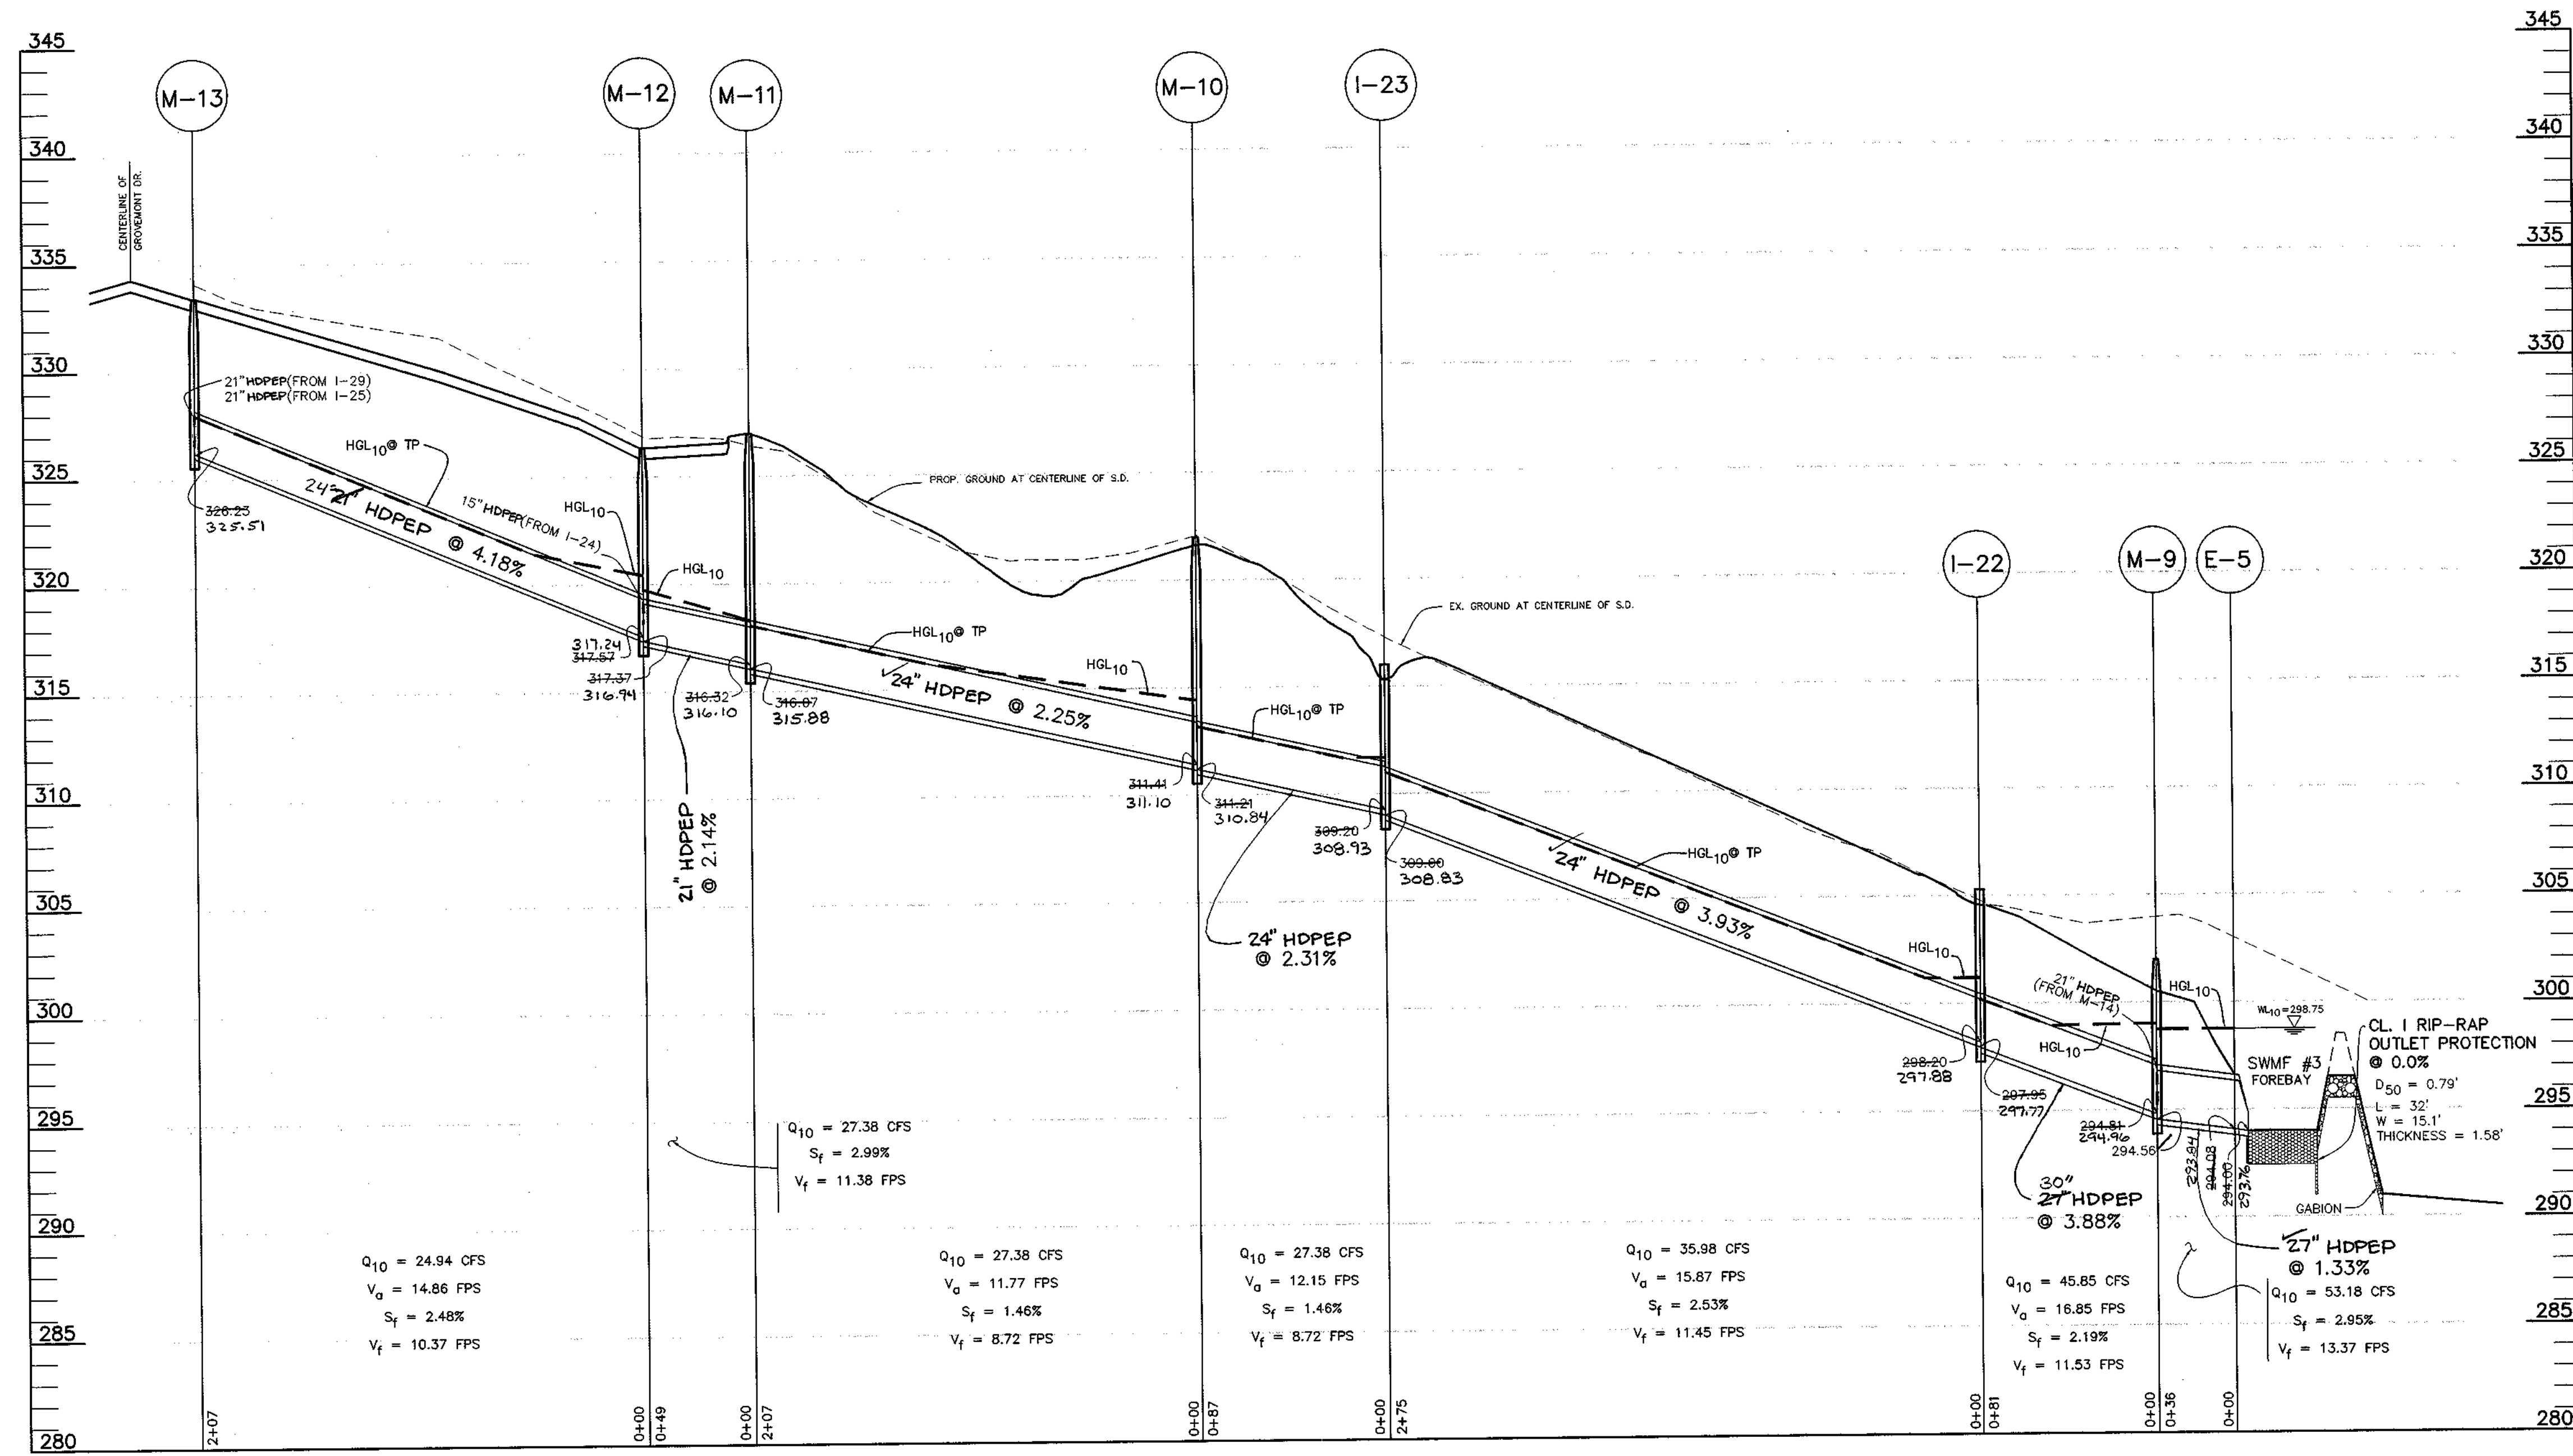 345
340
335
330
325
320
315
310
305
300
295
290
285
280
345
340
335
330
325
320
315
310
305
300
295
290
285
280
M-13
M-12
M-11
M-10
I-23
I-22
M-9
E-5
CENTERLINE OF
GROVEMONT DR.
21" HDPEP(FROM I-29)
21" HDPEP(FROM I-25)
HGL10@ TP
326.23
325.51
24" 21" HDPEP @ 4.18%
15" HDPEP(FROM I-24)
HGL10
HGL10
317.24
317.57
317.37
316.94
316.32
316.10
316.07
315.88
21" HDPEP
@ 2.14%
PROP. GROUND AT CENTERLINE OF S.D.
HGL10@ TP
24" HDPEP @ 2.25%
HGL10
311.41
311.10
311.21
310.84
HGL10@ TP
24" HDPEP
@ 2.31%
309.20
308.93
309.00
308.83
EX. GROUND AT CENTERLINE OF S.D.
HGL10@ TP
24" HDPEP @ 3.93%
HGL10
298.20
297.88
297.95
297.77
21" HDPEP
(FROM M-14)
HGL10
HGL10
294.81
294.96
294.56
293.84
294.08
294.00
293.76
30"
27" HDPEP
@ 3.88%
WL10=298.75
SWMF #3
FOREBAY
CL. I RIP-RAP
OUTLET PROTECTION
@ 0.0%
D50 = 0.79'
L = 32'
W = 15.1'
THICKNESS = 1.58'
GABION
27" HDPEP
@ 1.33%
Q10 = 24.94 CFS
Va = 14.86 FPS
Sf = 2.48%
Vf = 10.37 FPS
Q10 = 27.38 CFS
Sf = 2.99%
Vf = 11.38 FPS
Q10 = 27.38 CFS
Va = 11.77 FPS
Sf = 1.46%
Vf = 8.72 FPS
Q10 = 27.38 CFS
Va = 12.15 FPS
Sf = 1.46%
Vf = 8.72 FPS
Q10 = 35.98 CFS
Va = 15.87 FPS
Sf = 2.53%
Vf = 11.45 FPS
Q10 = 45.85 CFS
Va = 16.85 FPS
Sf = 2.19%
Vf = 11.53 FPS
Q10 = 53.18 CFS
Sf = 2.95%
Vf = 13.37 FPS
2+07
0+00
0+49
0+00
2+07
0+00
0+87
0+00
2+75
0+00
0+81
0+00
0+36
0+00